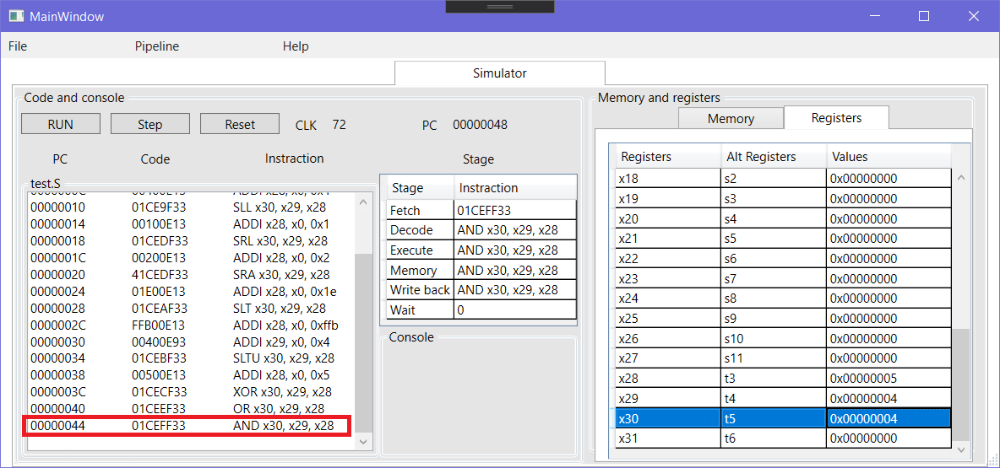 MainWindow
File Pipeline Help
Simulator
Code and console
RUN Step Reset CLK 72 PC 00000048
PC Code Instraction Stage
test.S
00000010 01CE9F33 SLL x30, x29, x28
00000014 00100E13 ADDI x28, x0, 0x1
00000018 01CEDF33 SRL x30, x29, x28
0000001C 00200E13 ADDI x28, x0, 0x2
00000020 41CEDF33 SRA x30, x29, x28
00000024 01E00E13 ADDI x28, x0, 0x1e
00000028 01CEAF33 SLT x30, x29, x28
0000002C FFB00E13 ADDI x28, x0, 0xffb
00000030 00400E93 ADDI x29, x0, 0x4
00000034 01CEBF33 SLTU x30, x29, x28
00000038 00500E13 ADDI x28, x0, 0x5
0000003C 01CECF33 XOR x30, x29, x28
00000040 01CEEF33 OR x30, x29, x28
00000044 01CEFF33 AND x30, x29, x28
Stage Instraction
Fetch 01CEFF33
Decode AND x30, x29, x28
Execute AND x30, x29, x28
Memory AND x30, x29, x28
Write back AND x30, x29, x28
Wait 0
Console
Memory and registers
Memory Registers
Registers Alt Registers Values
x18 s2 0x00000000
x19 s3 0x00000000
x20 s4 0x00000000
x21 s5 0x00000000
x22 s6 0x00000000
x23 s7 0x00000000
x24 s8 0x00000000
x25 s9 0x00000000
x26 s10 0x00000000
x27 s11 0x00000000
x28 t3 0x00000005
x29 t4 0x00000004
x30 t5 0x00000004
x31 t6 0x00000000